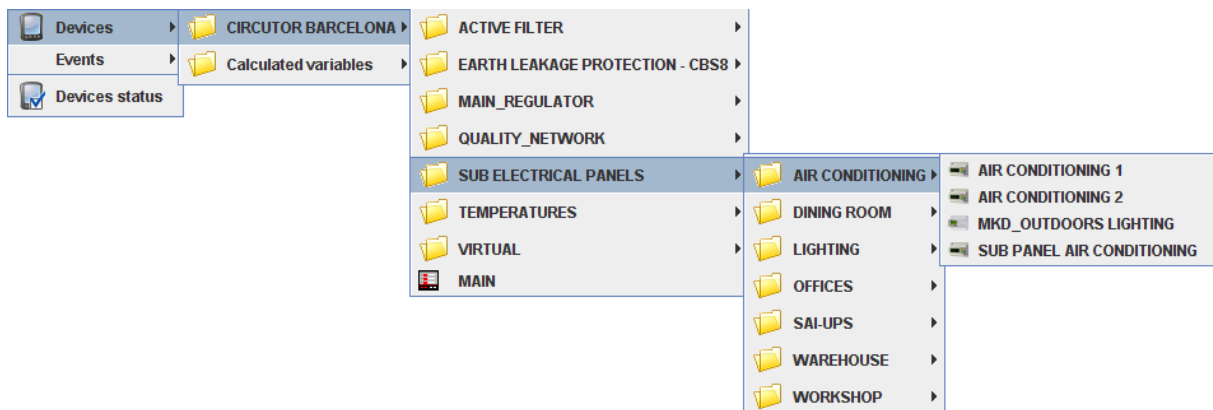 Devices
Events
Devices status
CIRCUTOR BARCELONA
Calculated variables
ACTIVE FILTER
EARTH LEAKAGE PROTECTION - CBS8
MAIN_REGULATOR
QUALITY_NETWORK
SUB ELECTRICAL PANELS
TEMPERATURES
VIRTUAL
MAIN
AIR CONDITIONING
DINING ROOM
LIGHTING
OFFICES
SAI-UPS
WAREHOUSE
WORKSHOP
AIR CONDITIONING 1
AIR CONDITIONING 2
MKD_OUTDOORS LIGHTING
SUB PANEL AIR CONDITIONING